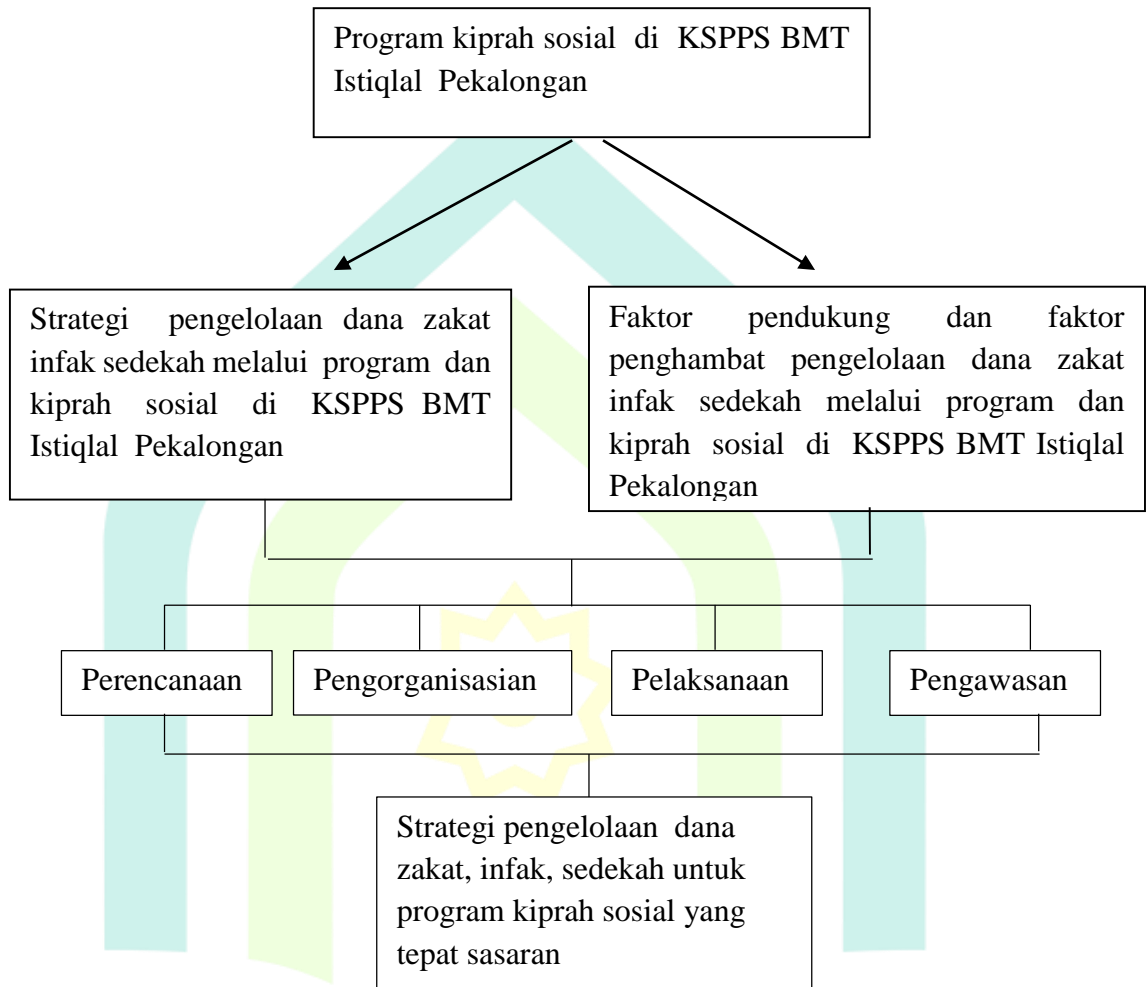 Program kiprah sosial di KSPPS BMT
Istiqlal Pekalongan
Strategi pengelolaan dana zakat
infak sedekah melalui program dan
kiprah sosial di KSPPS BMT
Istiqlal Pekalongan
Faktor pendukung dan faktor
penghambat pengelolaan dana zakat
infak sedekah melalui program dan
kiprah sosial di KSPPS BMT Istiqlal
Pekalongan
Perencanaan
Pengorganisasian
Pelaksanaan
Pengawasan
Strategi pengelolaan dana
zakat, infak, sedekah untuk
program kiprah sosial yang
tepat sasaran